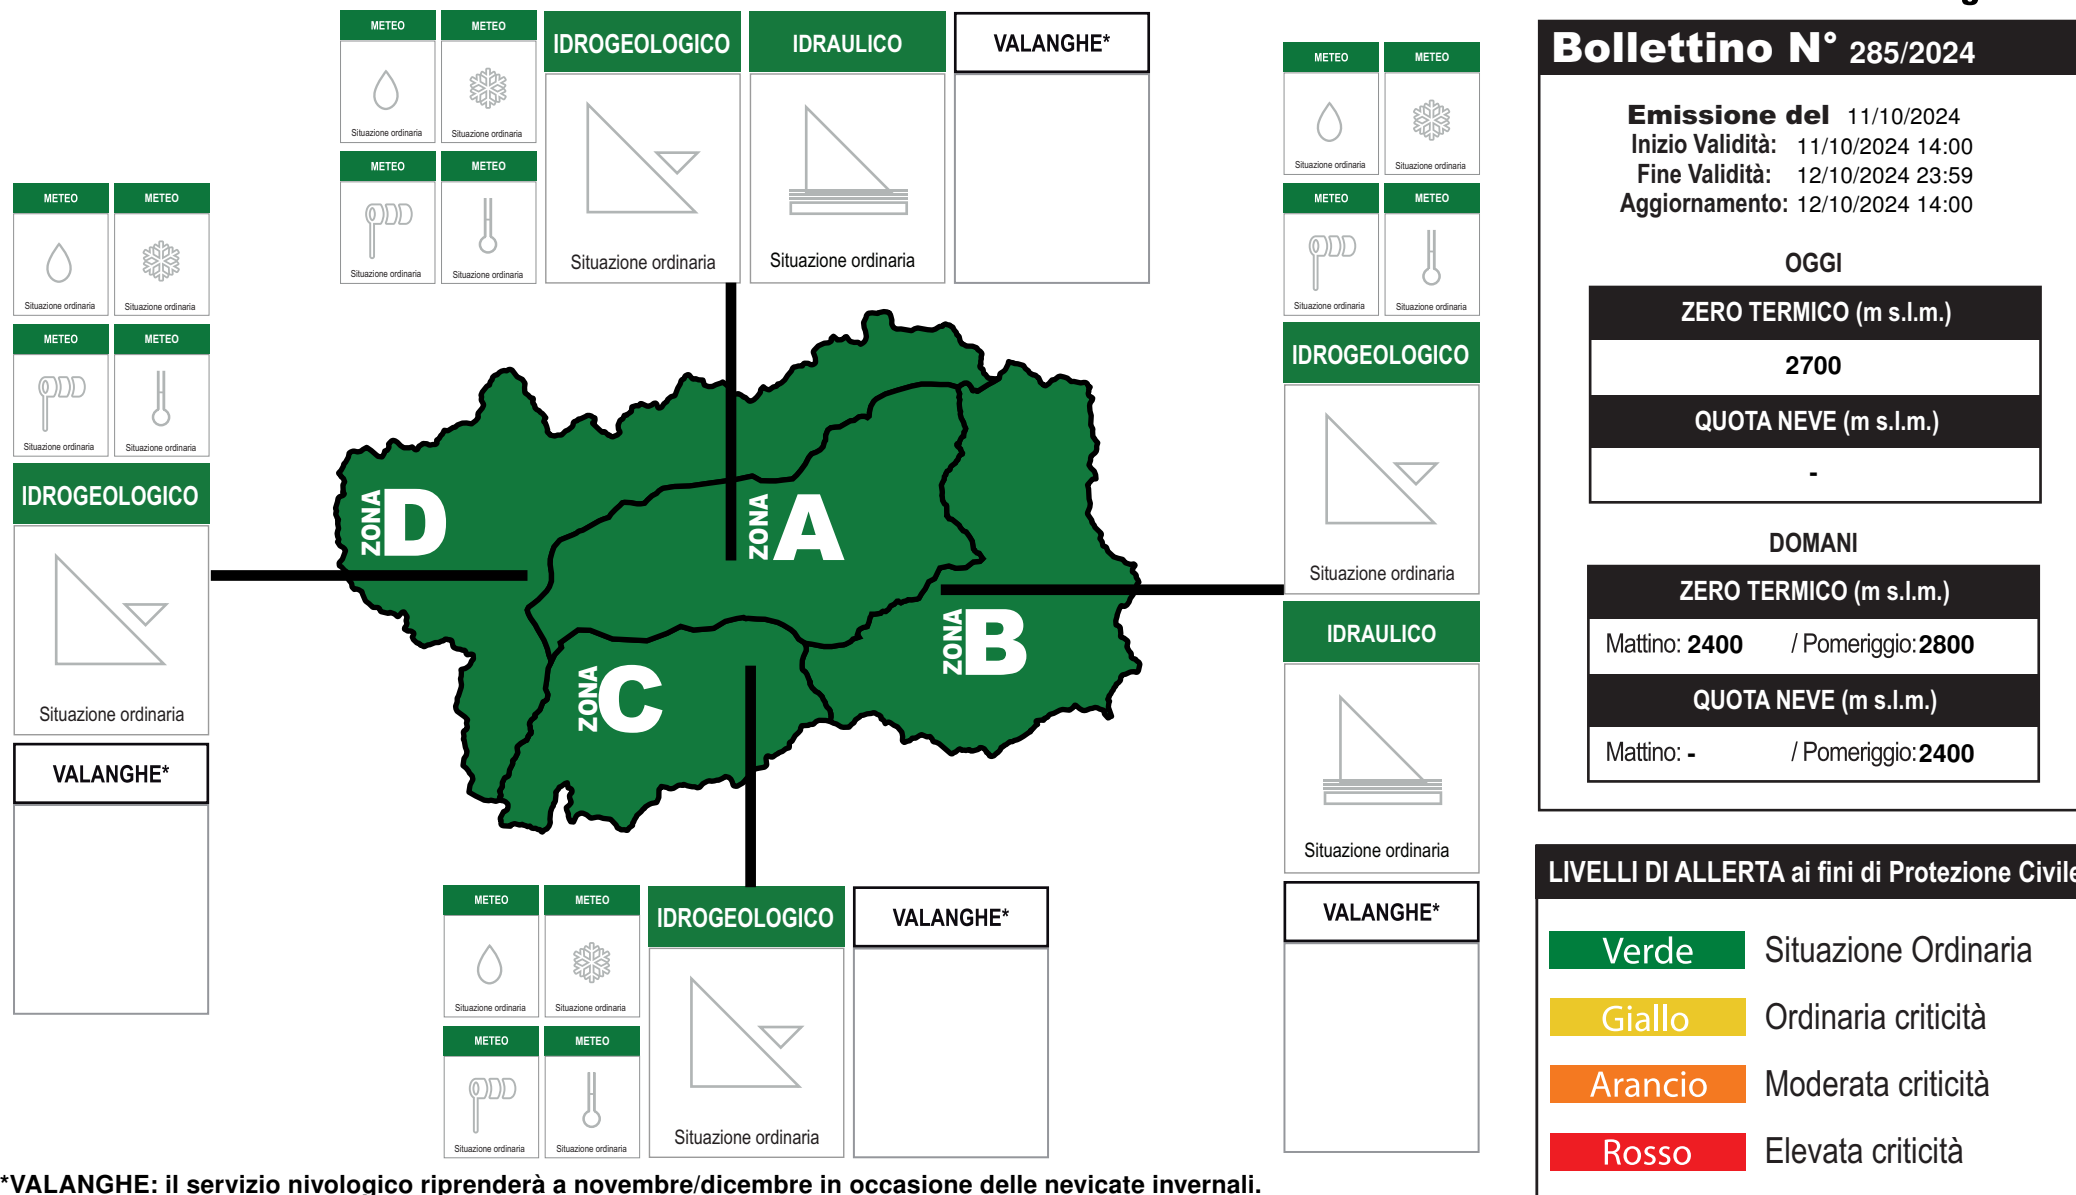 METEO METEO
Situazione ordinaria Situazione ordinaria
METEO METEO
Situazione ordinaria Situazione ordinaria
IDROGEOLOGICO
Situazione ordinaria
IDRAULICO
Situazione ordinaria
VALANGHE*
METEO METEO
Situazione ordinaria Situazione ordinaria
METEO METEO
Situazione ordinaria Situazione ordinaria
IDROGEOLOGICO
Situazione ordinaria
VALANGHE*
ZONA D
ZONA A
ZONA B
ZONA C
METEO METEO
Situazione ordinaria Situazione ordinaria
METEO METEO
Situazione ordinaria Situazione ordinaria
IDROGEOLOGICO
Situazione ordinaria
IDRAULICO
Situazione ordinaria
VALANGHE*
METEO METEO
Situazione ordinaria Situazione ordinaria
METEO METEO
Situazione ordinaria Situazione ordinaria
IDROGEOLOGICO
Situazione ordinaria
VALANGHE*
*VALANGHE: il servizio nivologico riprenderà a novembre/dicembre in occasione delle nevicate invernali.
Bollettino N° 285/2024
Emissione del 11/10/2024
Inizio Validità: 11/10/2024 14:00
Fine Validità: 12/10/2024 23:59
Aggiornamento: 12/10/2024 14:00
OGGI
ZERO TERMICO (m s.l.m.)
2700
QUOTA NEVE (m s.l.m.)
-
DOMANI
ZERO TERMICO (m s.l.m.)
Mattino: 2400 / Pomeriggio: 2800
QUOTA NEVE (m s.l.m.)
Mattino: - / Pomeriggio: 2400
LIVELLI DI ALLERTA ai fini di Protezione Civile
Verde Situazione Ordinaria
Giallo Ordinaria criticità
Arancio Moderata criticità
Rosso Elevata criticità